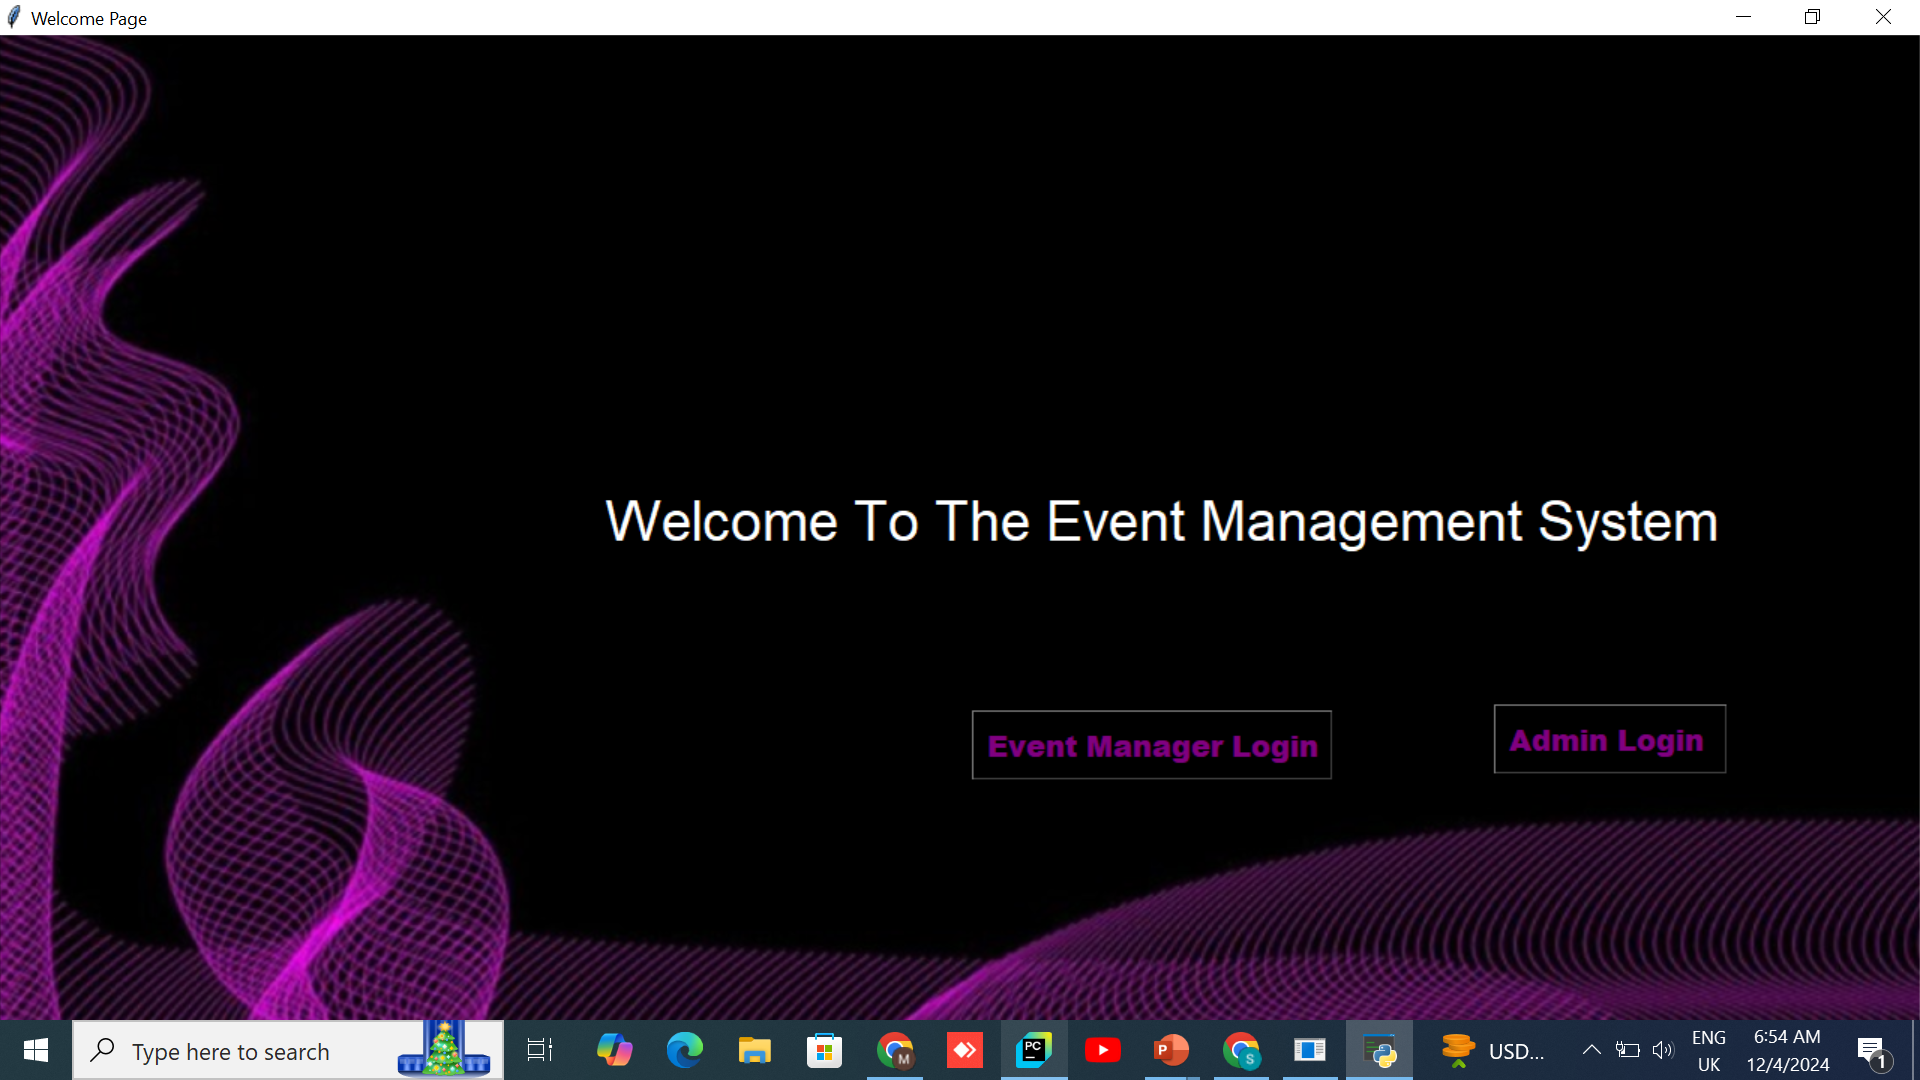 Welcome Page
Welcome To The Event Management System
Event Manager Login
Admin Login
Type here to search
M
PC
P
S
USD...
ENG
UK
6:54 AM
12/4/2024
1